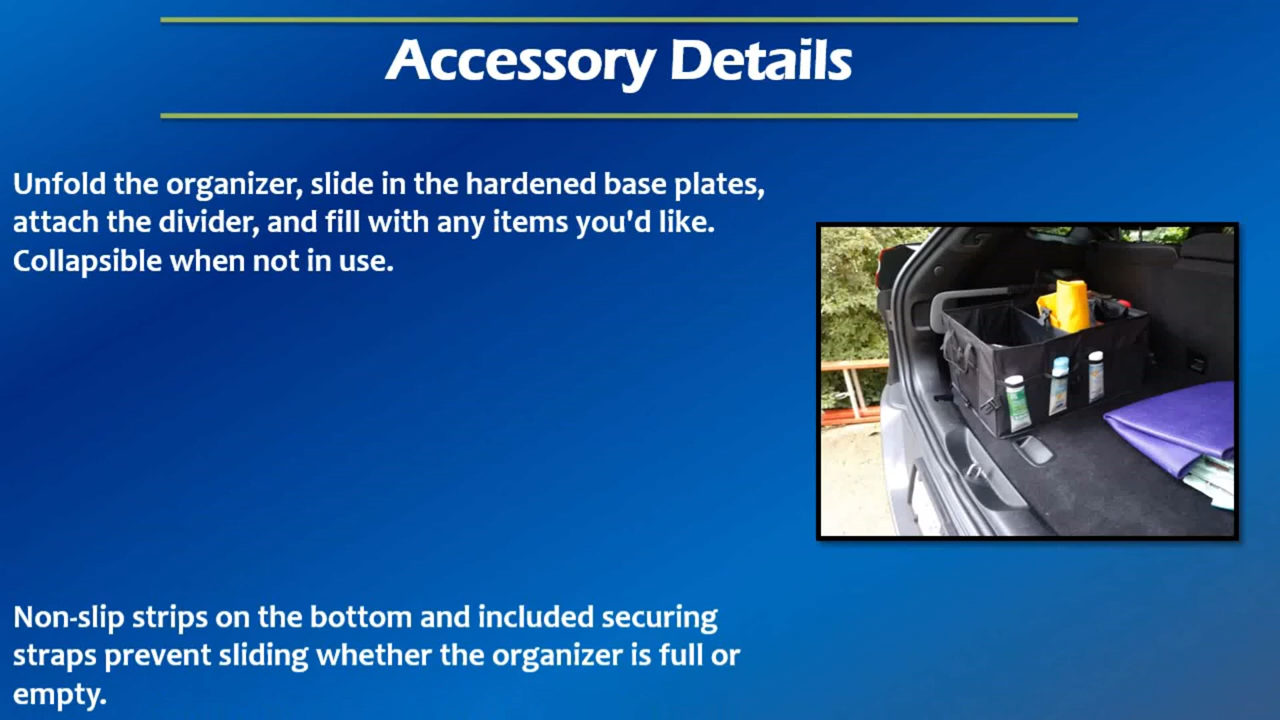 Accessory Details
Unfold the organizer, slide in the hardened base plates,
attach the divider, and fill with any items you'd like.
Collapsible when not in use.
Non-slip strips on the bottom and included securing
straps prevent sliding whether the organizer is full or
empty.